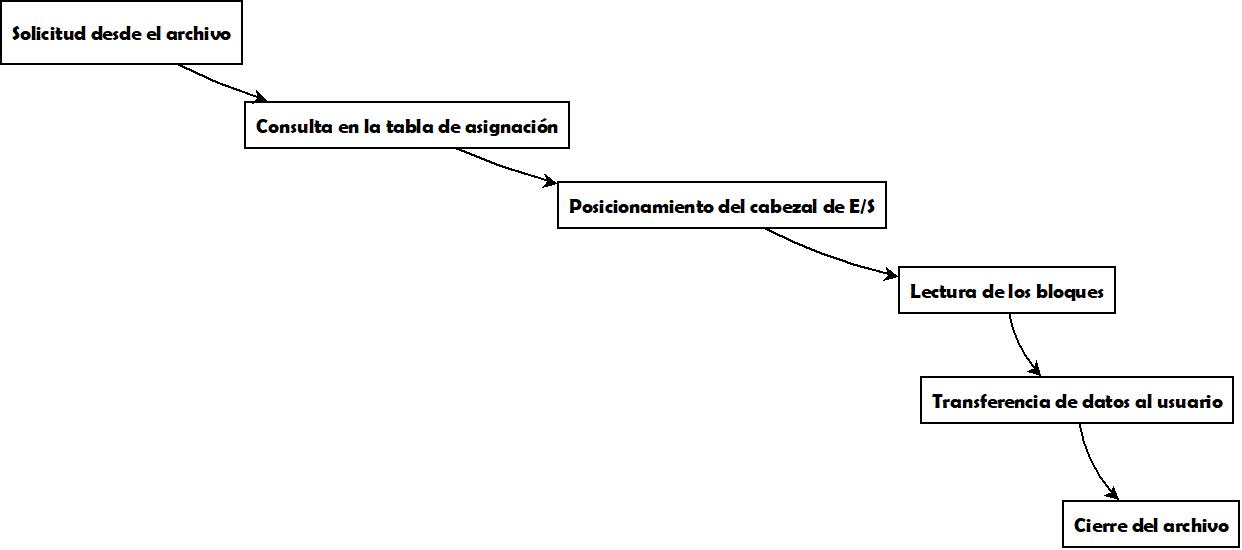 Solicitud desde el archivo
Consulta en la tabla de asignación
Posicionamiento del cabezal de E/S
Lectura de los bloques
Transferencia de datos al usuario
Cierre del archivo